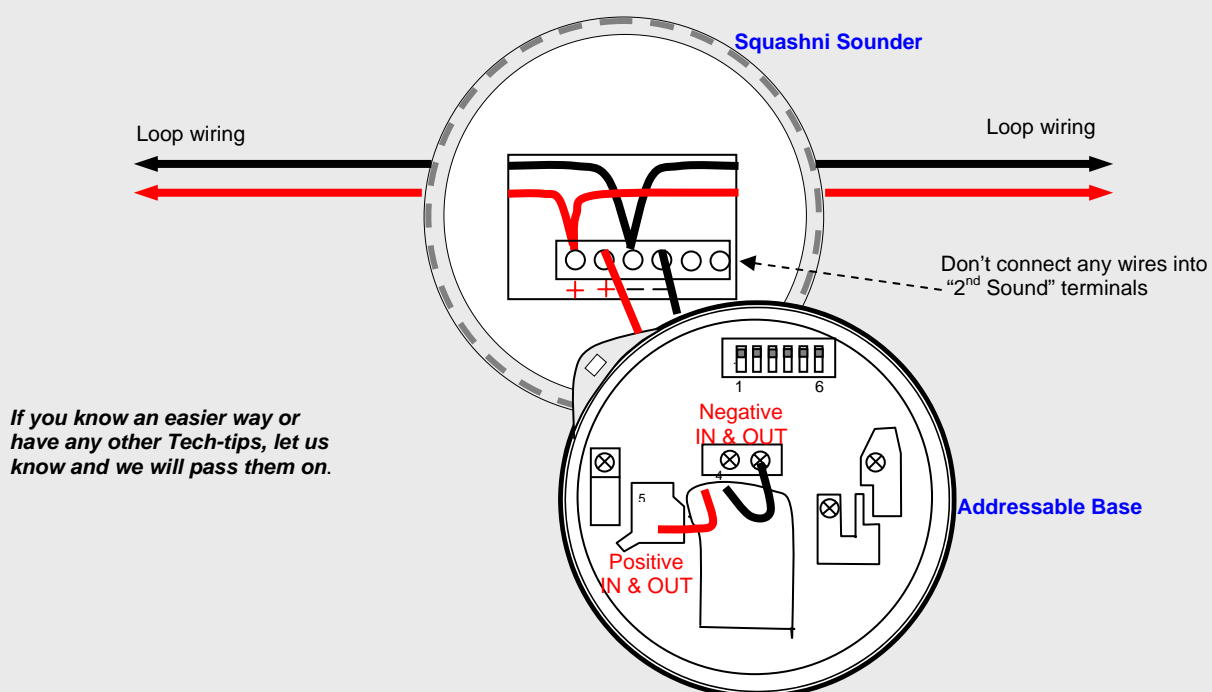 Squashni Sounder
Loop wiring
Loop wiring
Don’t connect any wires into
“2nd Sound” terminals
+ + – –
1 6
Negative
IN & OUT
4
If you know an easier way or
have any other Tech-tips, let us
know and we will pass them on.
5
Addressable Base
Positive
IN & OUT